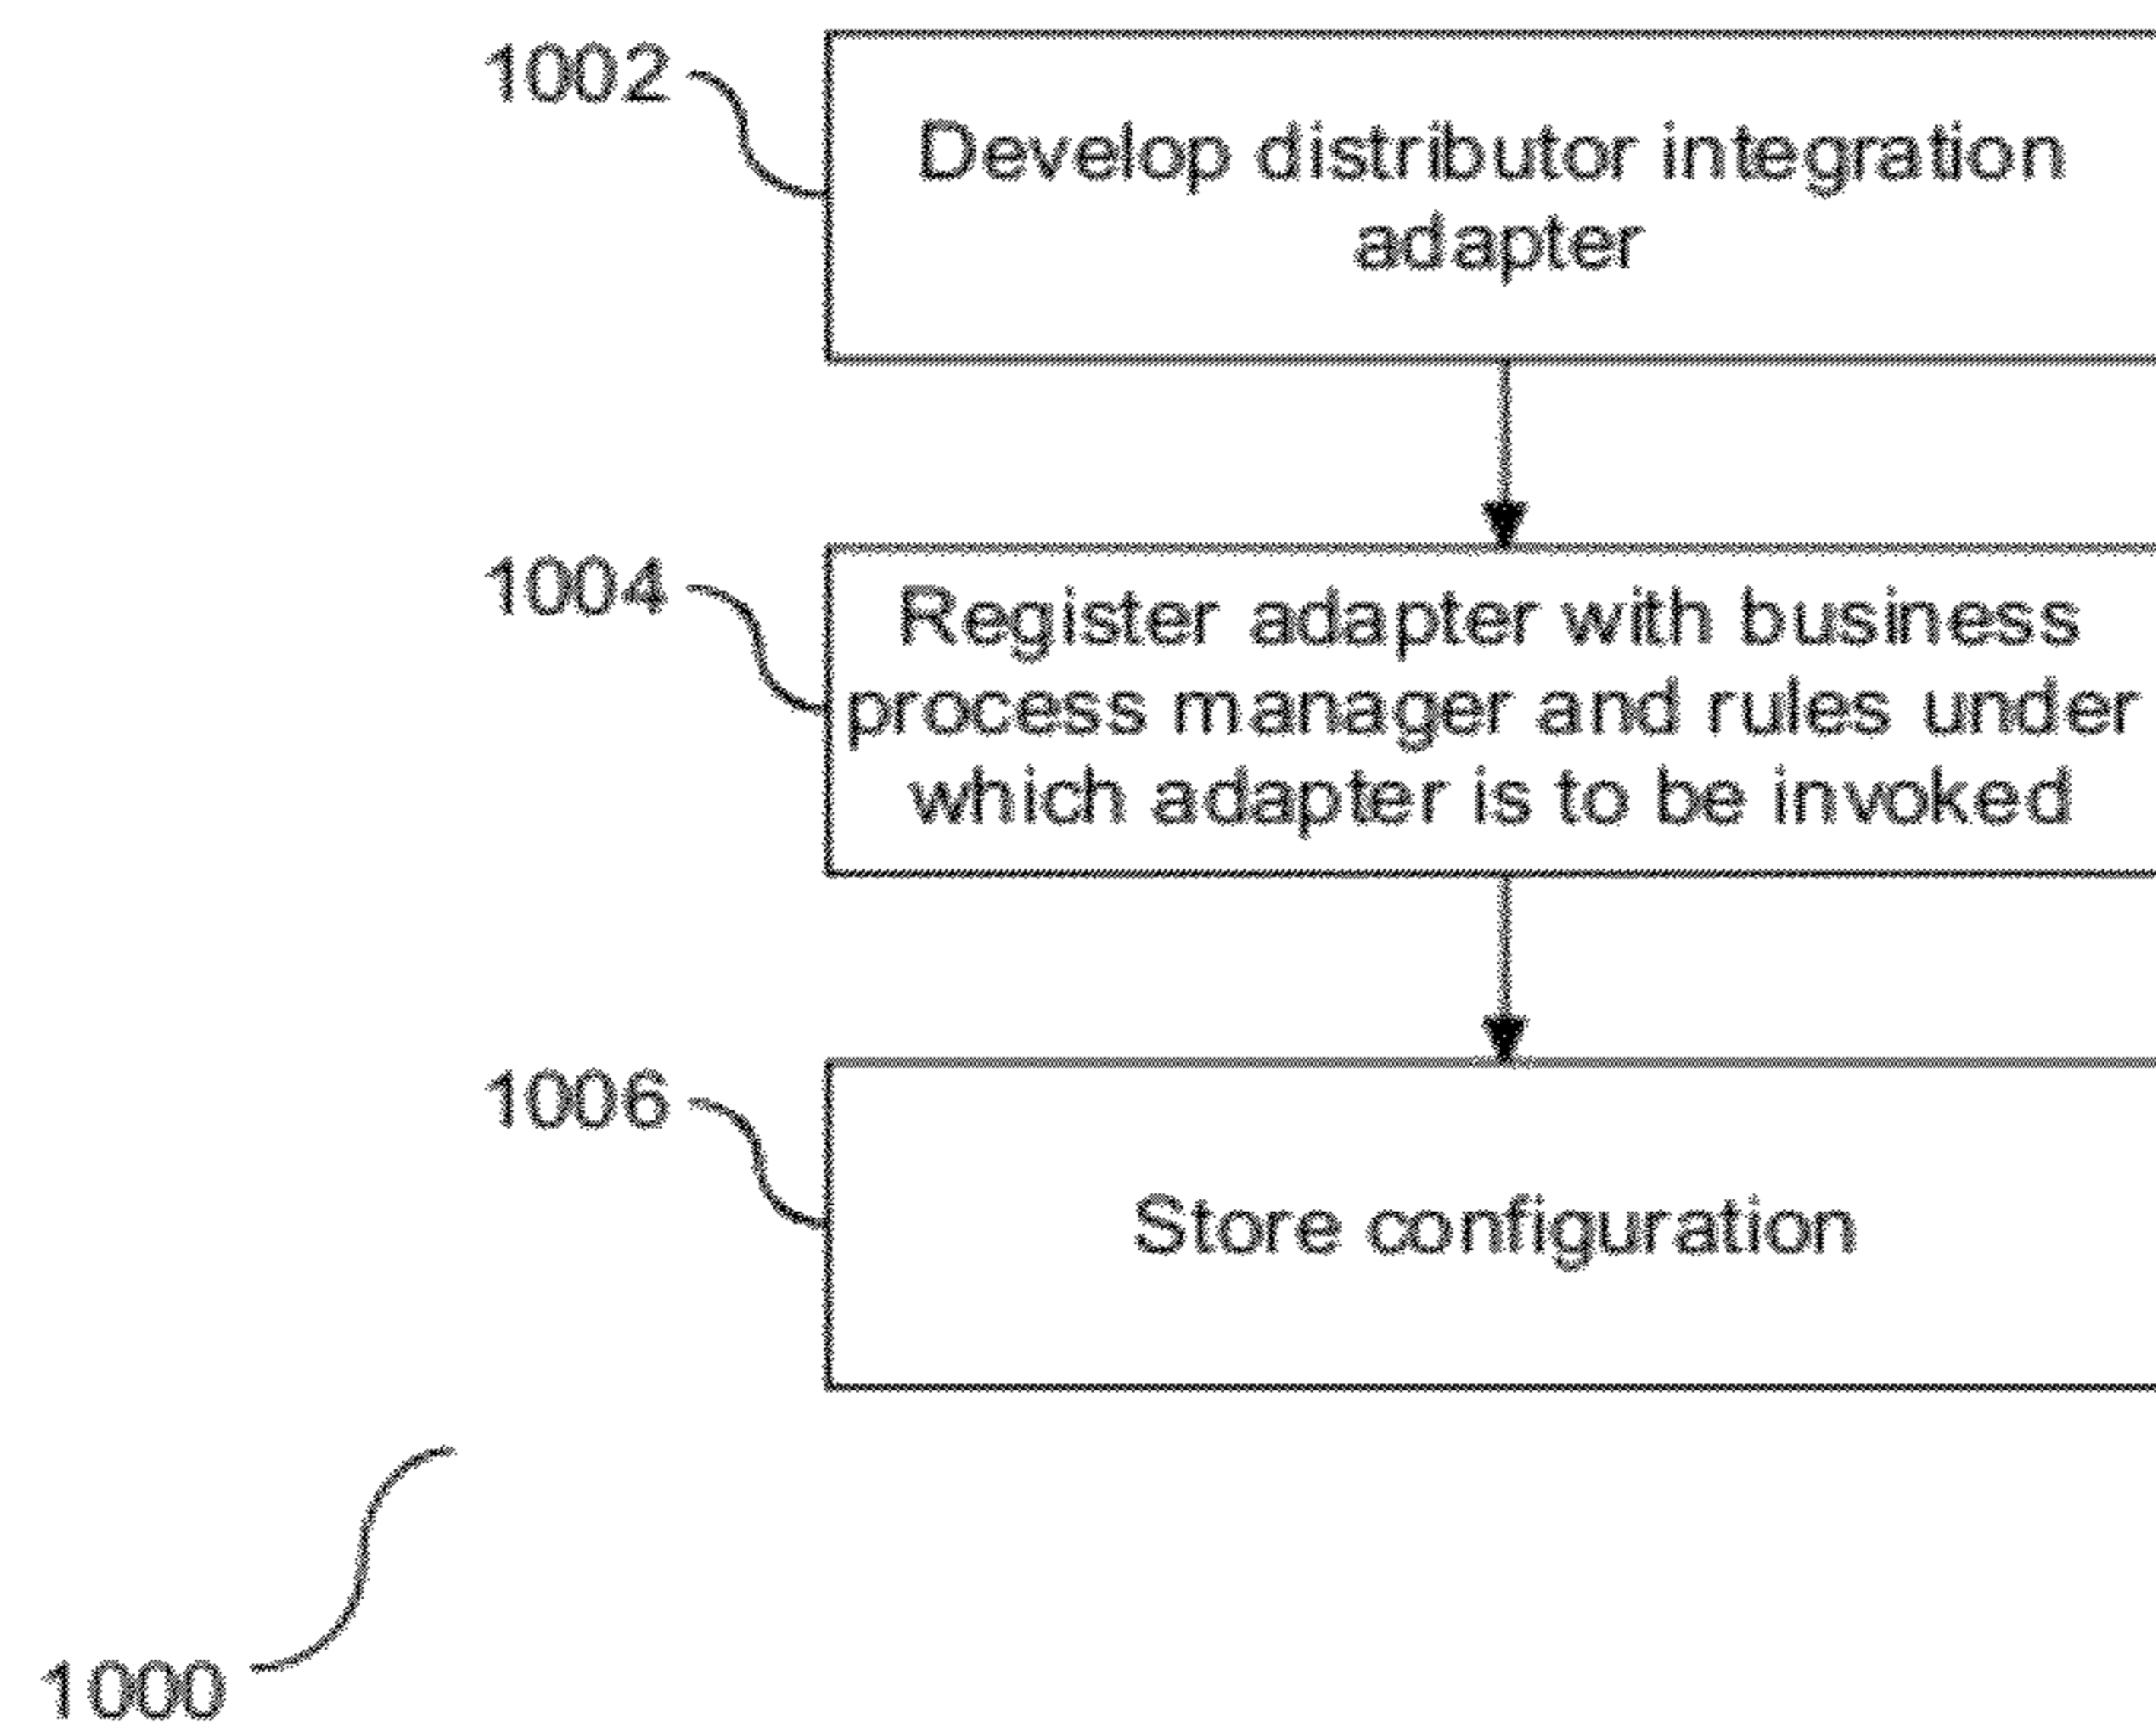 1002
Develop distributor integration
adapter
1004
Register adapter with business
process manager and rules under
which adapter is to be invoked
1006
Store configuration
1000